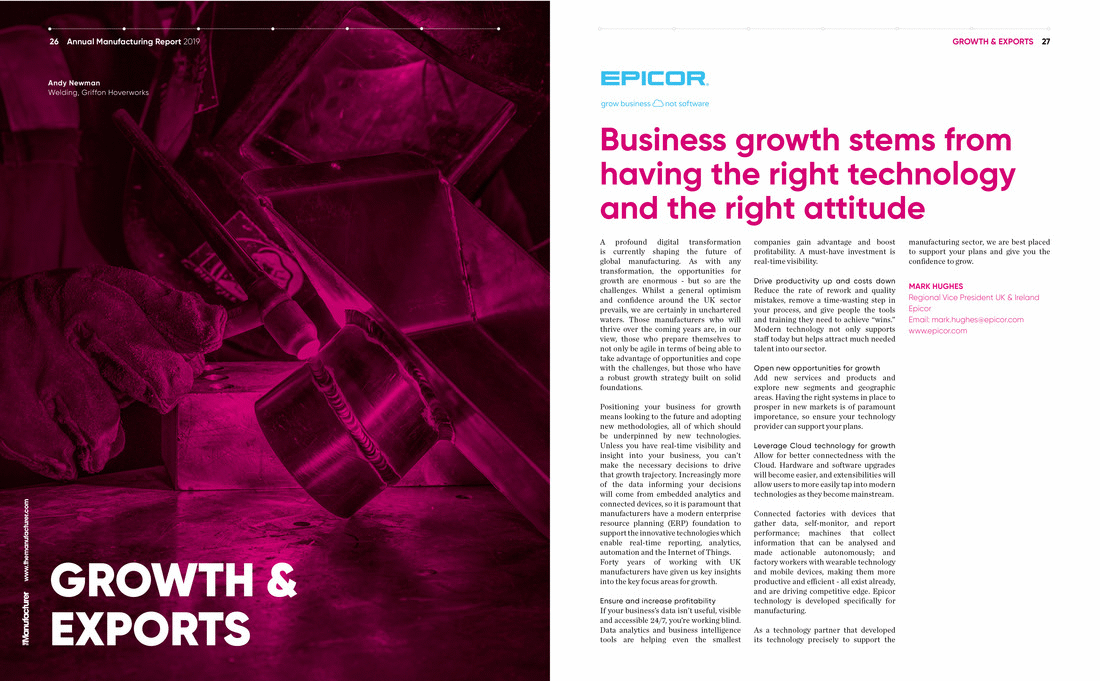 26 Annual Manufacturing Report 2019
Andy Newman
Welding, Griffon Hoverworks
www.themanufacturer.com
The Manufacturer
GROWTH &
EXPORTS
GROWTH & EXPORTS 27
EPICOR®
grow business not software
Business growth stems from
having the right technology
and the right attitude
A profound digital transformation
is currently shaping the future of
global manufacturing. As with any
transformation, the opportunities for
growth are enormous - but so are the
challenges. Whilst a general optimism
and confidence around the UK sector
prevails, we are certainly in unchartered
waters. Those manufacturers who will
thrive over the coming years are, in our
view, those who prepare themselves to
not only be agile in terms of being able to
take advantage of opportunities and cope
with the challenges, but those who have
a robust growth strategy built on solid
foundations.
Positioning your business for growth
means looking to the future and adopting
new methodologies, all of which should
be underpinned by new technologies.
Unless you have real-time visibility and
insight into your business, you can't
make the necessary decisions to drive
that growth trajectory. Increasingly more
of the data informing your decisions
will come from embedded analytics and
connected devices, so it is paramount that
manufacturers have a modern enterprise
resource planning (ERP) foundation to
support the innovative technologies which
enable real-time reporting, analytics,
automation and the Internet of Things.
Forty years of working with UK
manufacturers have given us key insights
into the key focus areas for growth.
Ensure and increase profitability
If your business's data isn't useful, visible
and accessible 24/7, you're working blind.
Data analytics and business intelligence
tools are helping even the smallest
companies gain advantage and boost
profitability. A must-have investment is
real-time visibility.
Drive productivity up and costs down
Reduce the rate of rework and quality
mistakes, remove a time-wasting step in
your process, and give people the tools
and training they need to achieve "wins."
Modern technology not only supports
staff today but helps attract much needed
talent into our sector.
Open new opportunities for growth
Add new services and products and
explore new segments and geographic
areas. Having the right systems in place to
prosper in new markets is of paramount
imporetance, so ensure your technology
provider can support your plans.
Leverage Cloud technology for growth
Allow for better connectedness with the
Cloud. Hardware and software upgrades
will become easier, and extensibilities will
allow users to more easily tap into modern
technologies as they become mainstream.
Connected factories with devices that
gather data, self-monitor, and report
performance; machines that collect
information that can be analysed and
made actionable autonomously; and
factory workers with wearable technology
and mobile devices, making them more
productive and efficient - all exist already,
and are driving competitive edge. Epicor
technology is developed specifically for
manufacturing.
As a technology partner that developed
its technology precisely to support the
manufacturing sector, we are best placed
to support your plans and give you the
confidence to grow.
MARK HUGHES
Regional Vice President UK & Ireland
Epicor
Email: mark.hughes@epicor.com
www.epicor.com